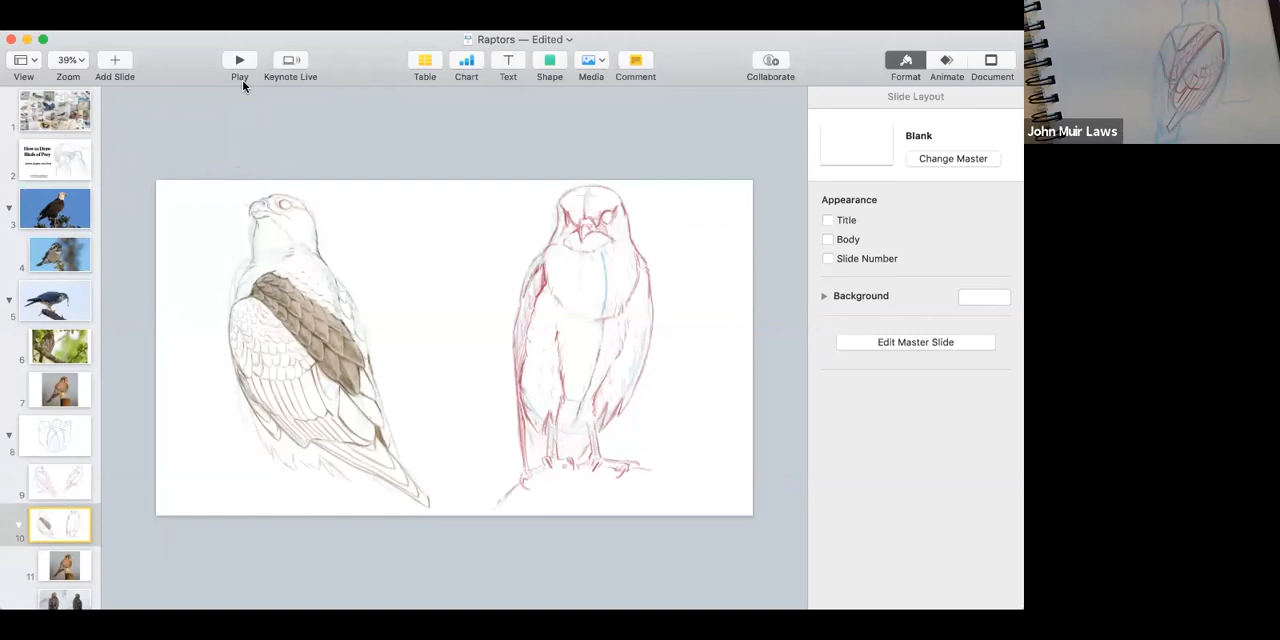 Raptors — Edited
View
39%
Zoom
Add Slide
Play
Keynote Live
Table
Chart
Text
Shape
Media
Comment
Collaborate
Format
Animate
Document
1
2
3
4
5
6
7
8
9
10
11
How to Draw
Birds of Prey
Slide Layout
Blank
Change Master
Appearance
Title
Body
Slide Number
Background
Edit Master Slide
John Muir Laws